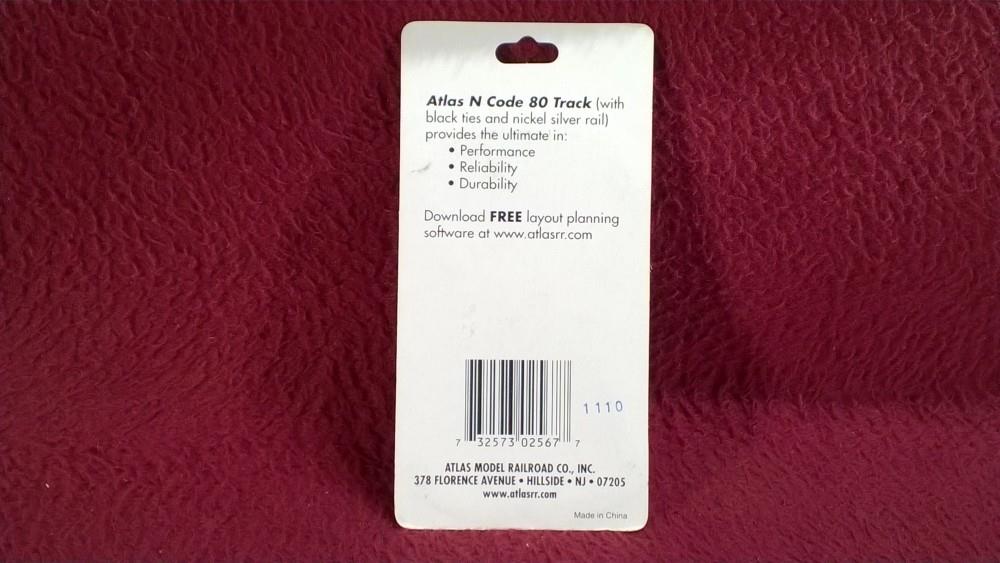 Atlas N Code 80 Track (with
black ties and nickel silver rail)
provides the ultimate in:
• Performance
• Reliability
• Durability
Download FREE layout planning
software at www.atlasrr.com
1110
7 32573 02567 7
ATLAS MODEL RAILROAD CO., INC.
378 FLORENCE AVENUE • HILLSIDE • NJ • 07205
www.atlasrr.com
Made in China